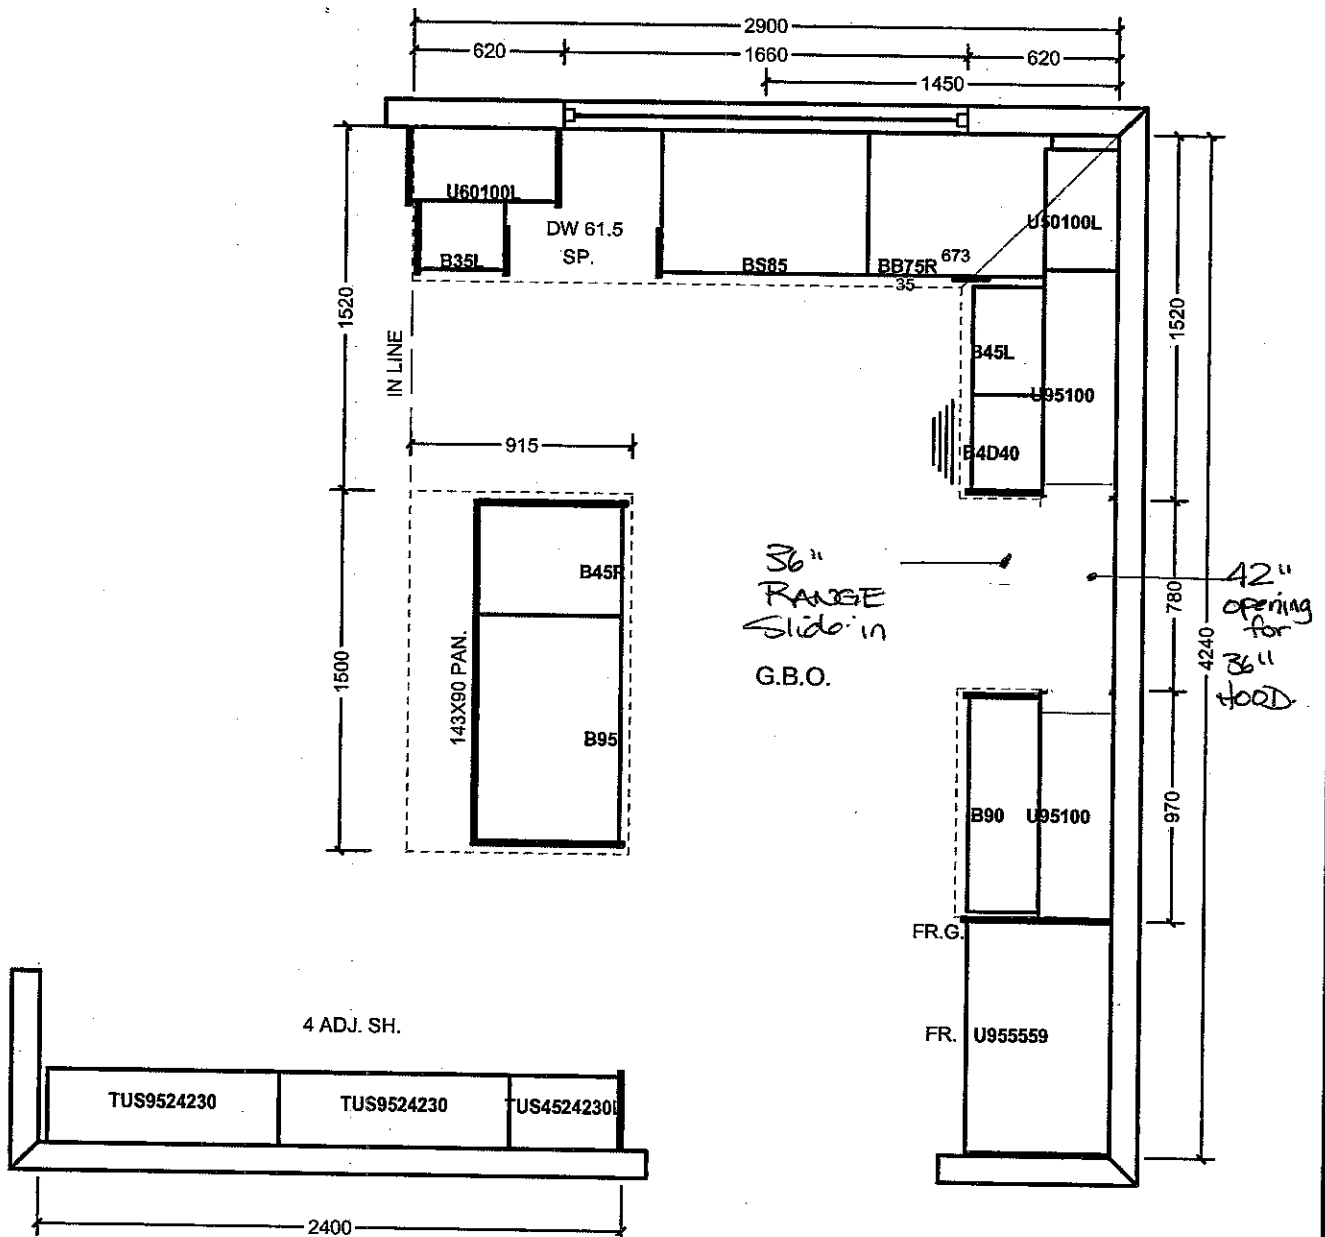 2900
620
1660
620
1450
U60100L
DW 61.5
SP.
B35L
BS85
BB75R
673
35
U50100L
1520
IN LINE
1520
B45L
U95100
915
B4D40
36"
RANGE
Slide-in
G.B.O.
42"
opening
for
36"
HOOD
780
4240
B45R
1500
143X90 PAN.
B95
B90
U95100
970
FR.G.
4 ADJ. SH.
FR.
U955559
TUS9524230
TUS9524230
TUS4524230L
2400